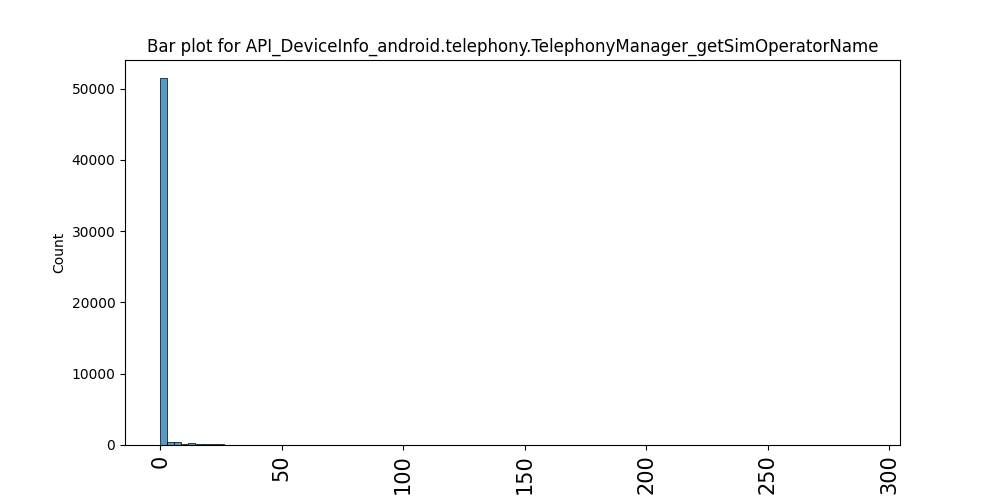 Bar plot for API_DeviceInfo_android.telephony.TelephonyManager_getSimOperatorName
Count
50000
40000
30000
20000
10000
0
0 50 100 150 200 250 300